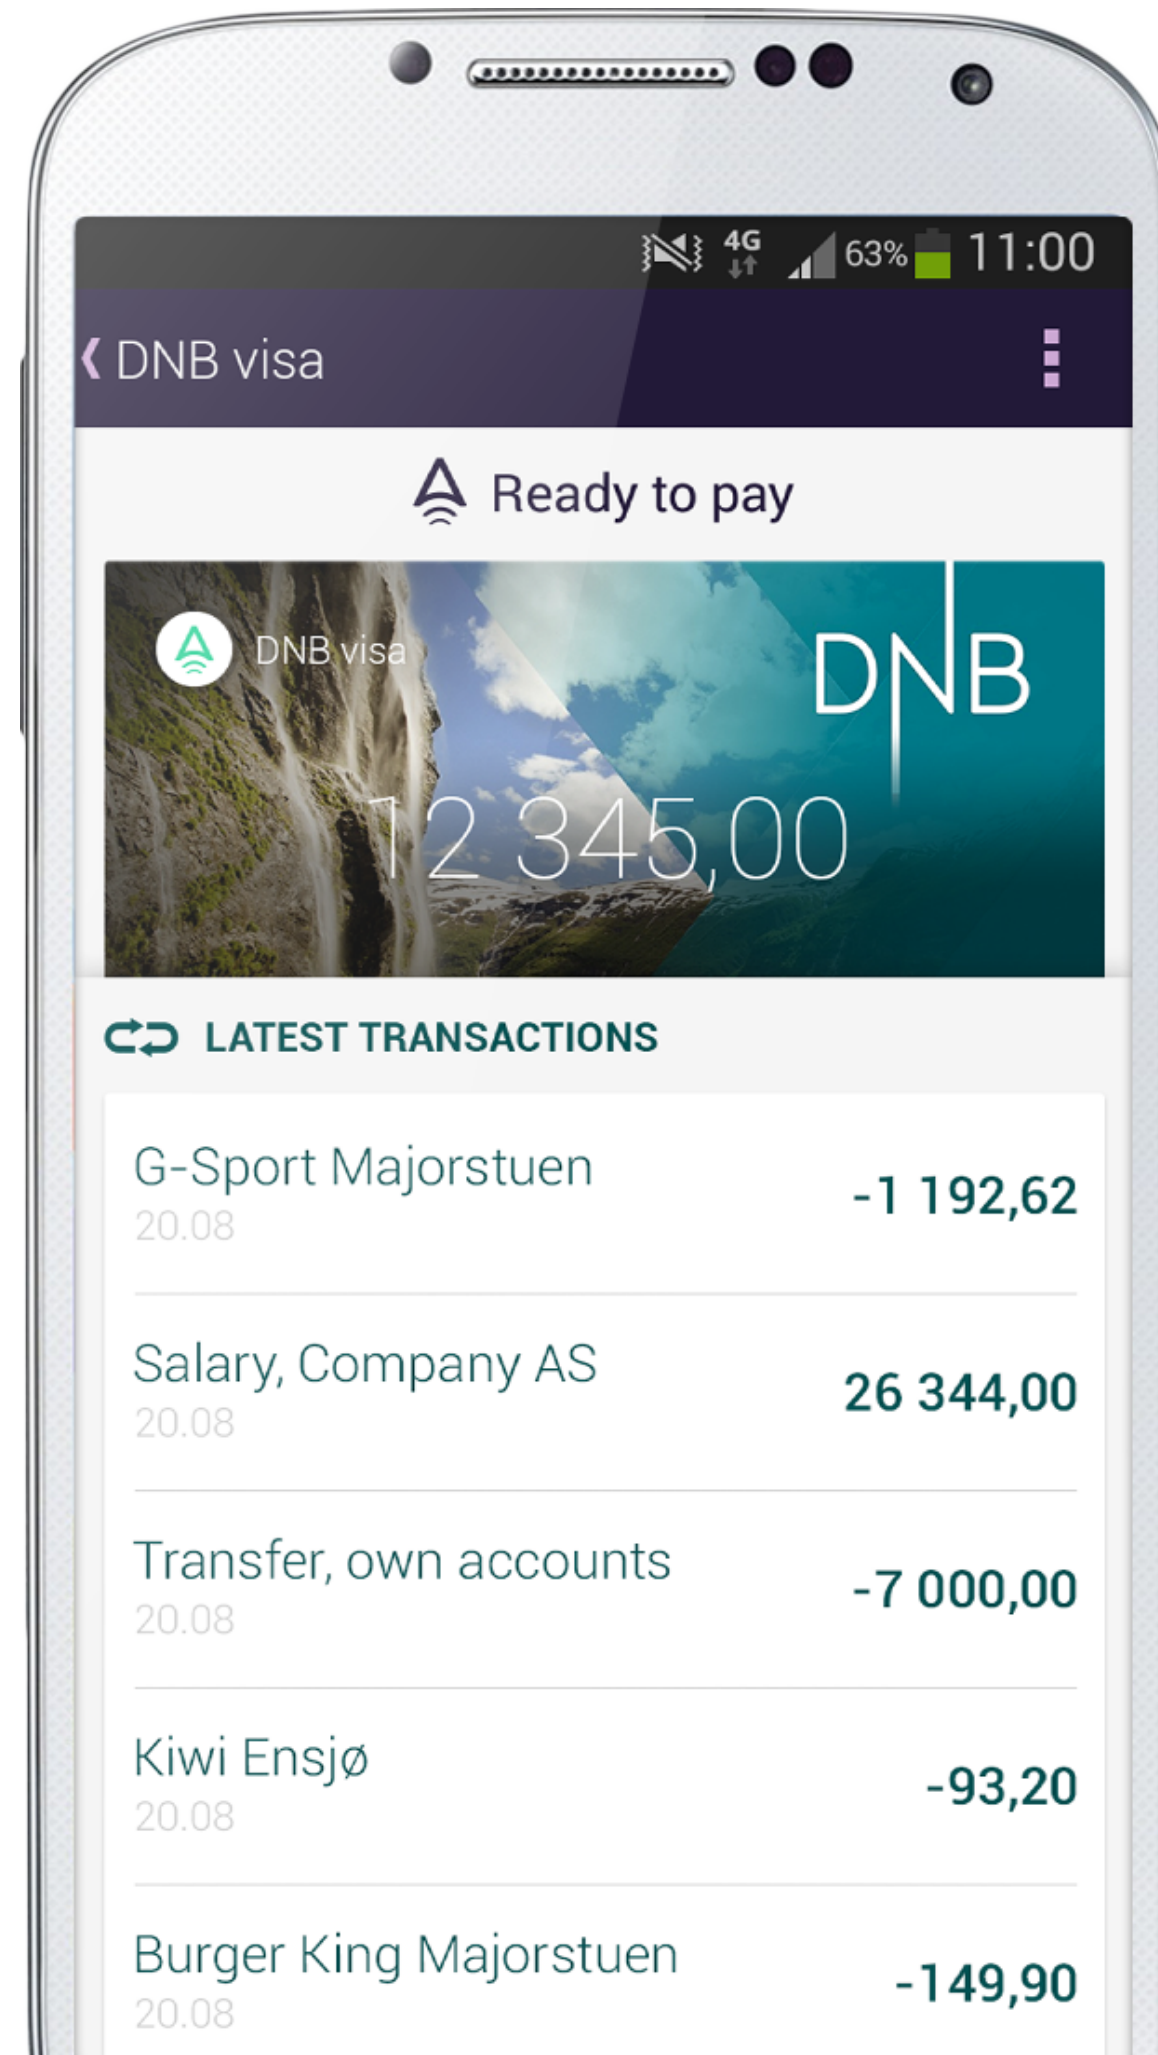 4G 63% 11:00
DNB visa
Ready to pay
DNB visa
DNB
12 345,00
LATEST TRANSACTIONS
G-Sport Majorstuen
-1 192,62
20.08
Salary, Company AS
26 344,00
20.08
Transfer, own accounts
-7 000,00
20.08
Kiwi Ensjø
-93,20
20.08
Burger King Majorstuen
-149,90
20.08